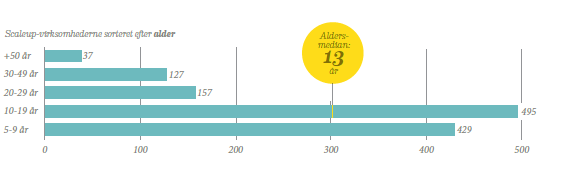 Scaleup-virksomhederne sorteret efter alder
Alders-
median:
13
år
+50 år 37
30-49 år 127
20-29 år 157
10-19 år 495
5-9 år 429
0 100 200 300 400 500